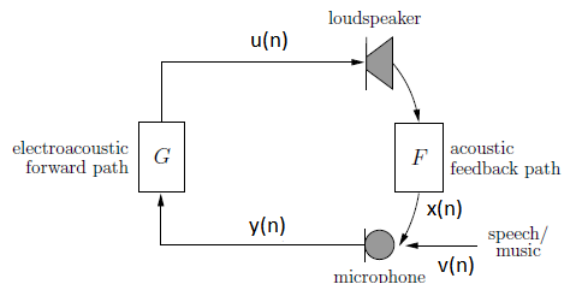 loudspeaker
u(n)
electroacoustic
forward path
G
F
acoustic
feedback path
x(n)
y(n)
speech/
music
v(n)
microphone